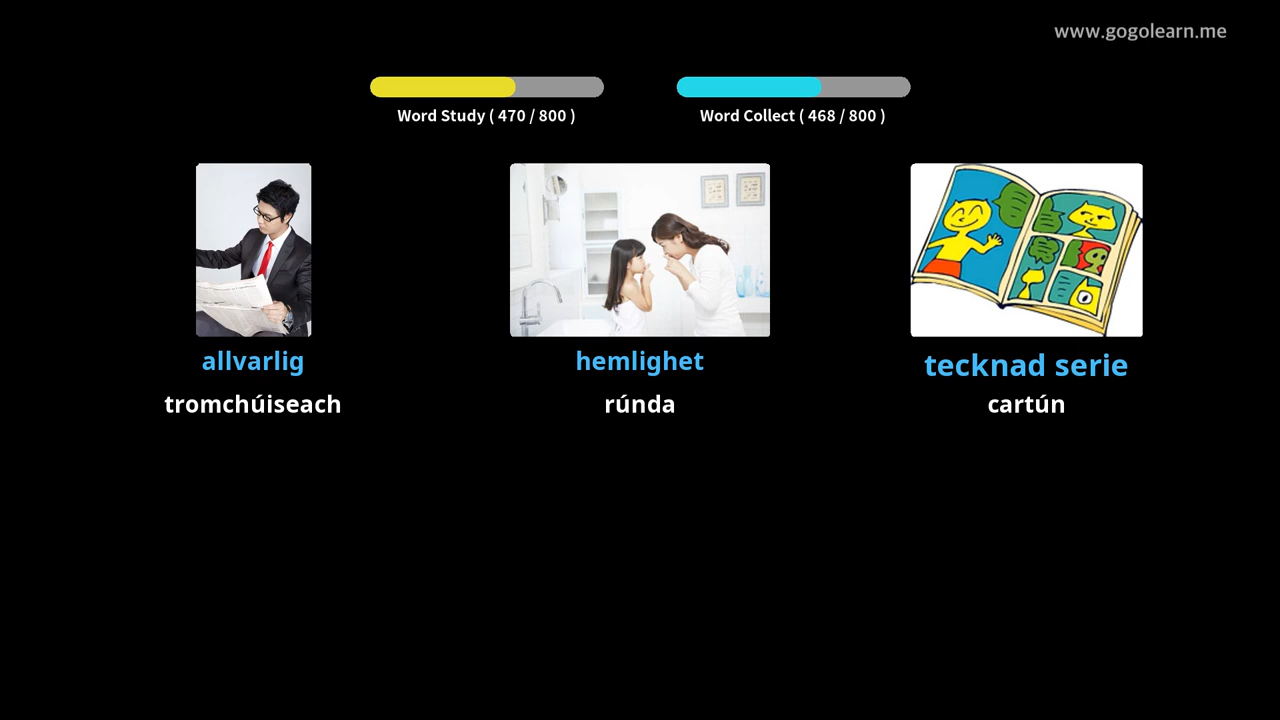 www.gogolearn.me
Word Study ( 470 / 800 )
Word Collect ( 468 / 800 )
allvarlig
tromchúiseach
hemlighet
rúnda
tecknad serie
cartún